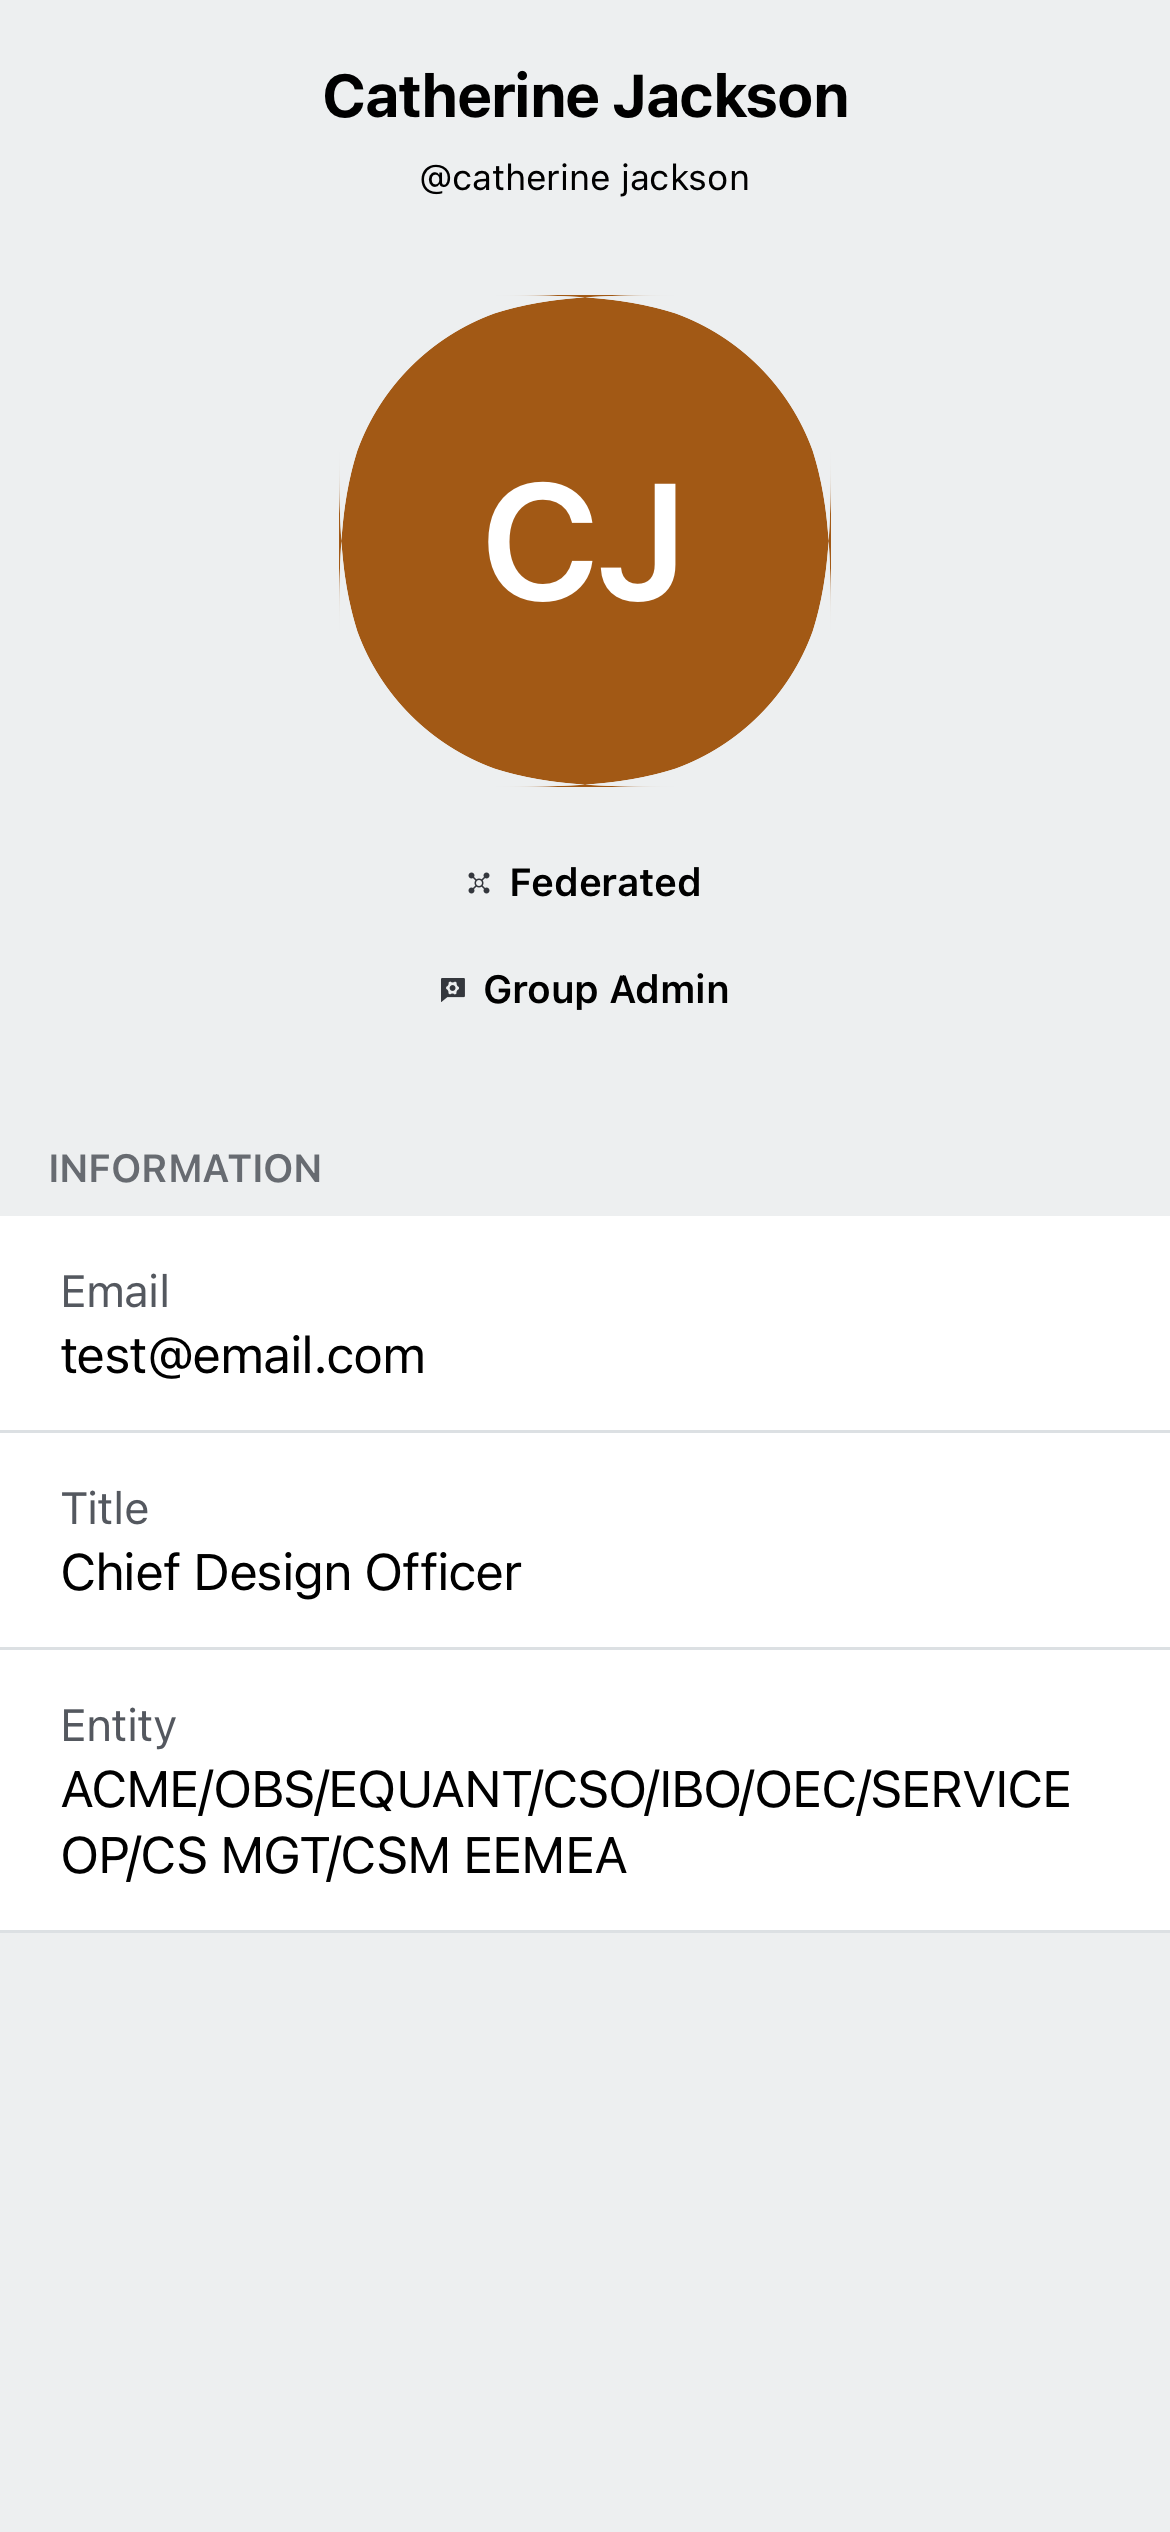 Catherine Jackson
@catherine jackson
CJ
Federated
Group Admin
INFORMATION
Email
test@email.com
Title
Chief Design Officer
Entity
ACME/OBS/EQUANT/CSO/IBO/OEC/SERVICE
OP/CS MGT/CSM EEMEA